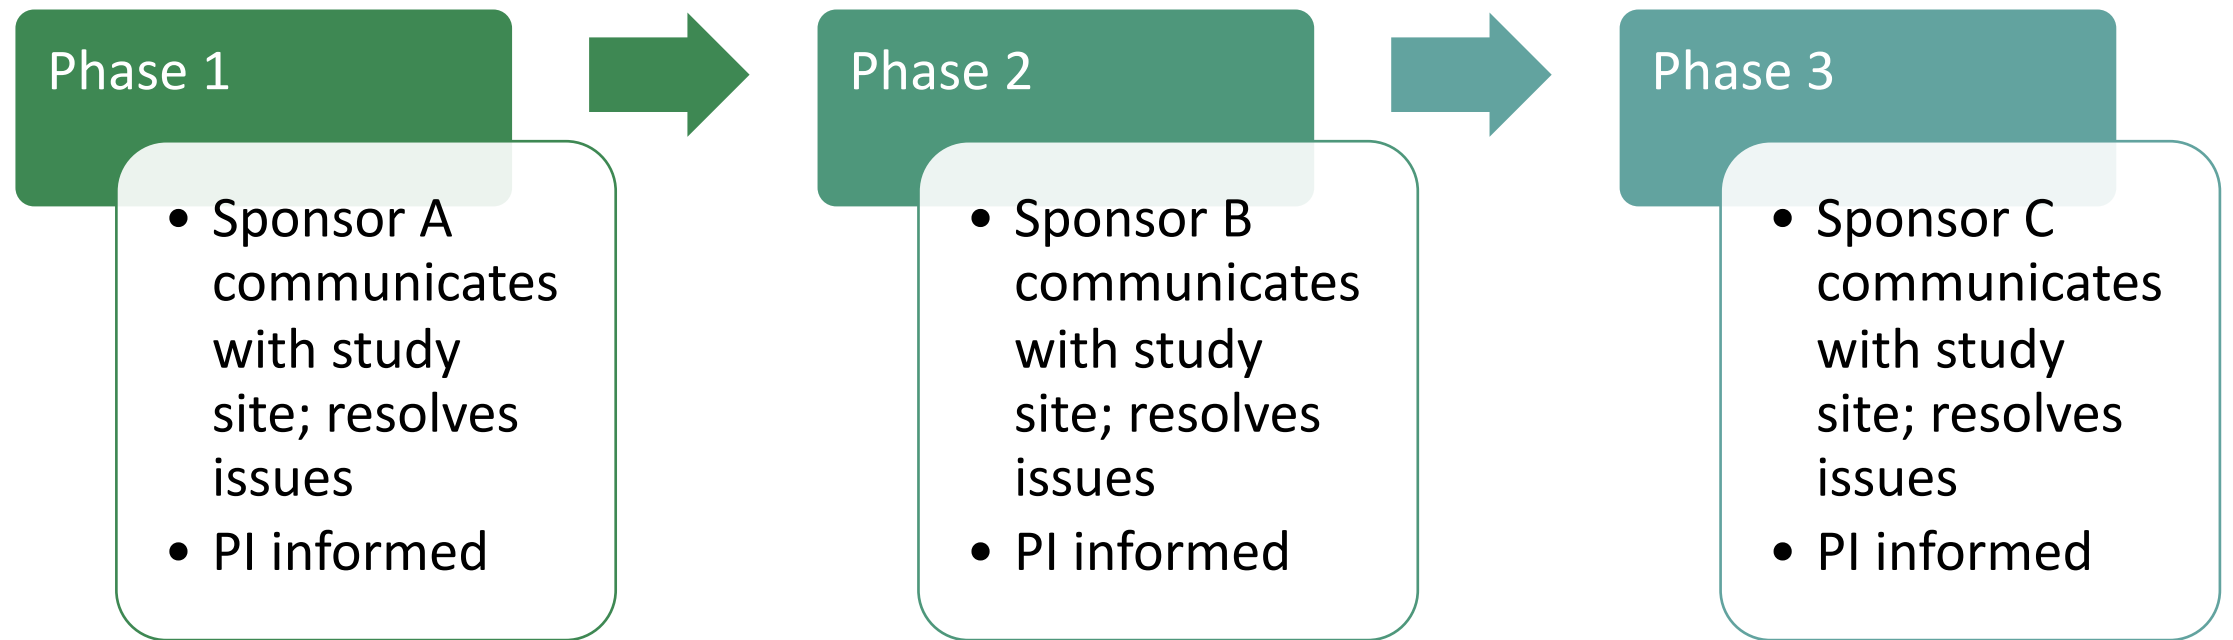 Phase 1
• Sponsor A
communicates
with study
site; resolves
issues
• PI informed
Phase 2
• Sponsor B
communicates
with study
site; resolves
issues
• PI informed
Phase 3
• Sponsor C
communicates
with study
site; resolves
issues
• PI informed